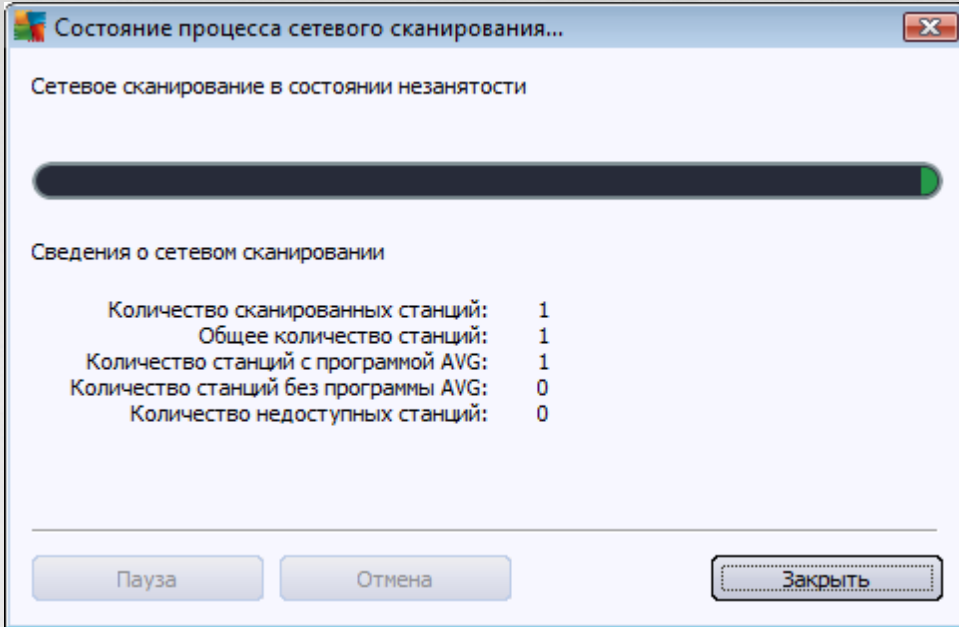 Состояние процесса сетевого сканирования...
Сетевое сканирование в состоянии незанятости
Сведения о сетевом сканировании
Количество сканированных станций: 1
Общее количество станций: 1
Количество станций с программой AVG: 1
Количество станций без программы AVG: 0
Количество недоступных станций: 0
Пауза Отмена Закрыть